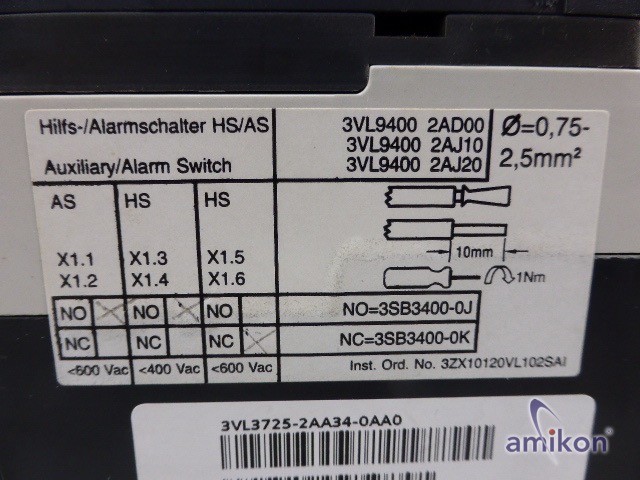 Hilfs-/Alarmschalter HS/AS 3VL9400 2AD00 Ø=0,75-
3VL9400 2AJ10
Auxiliary/Alarm Switch 3VL9400 2AJ20 2,5mm²
AS HS HS
X1.1 X1.3 X1.5
10mm
X1.2 X1.4 X1.6
1Nm
NO NO NO NO=3SB3400-0J
NC NC NC NC=3SB3400-0K
<600 Vac <400 Vac <600 Vac Inst. Ord. No. 3ZX10120VL102SAI
3VL3725-2AA34-0AA0
amikon